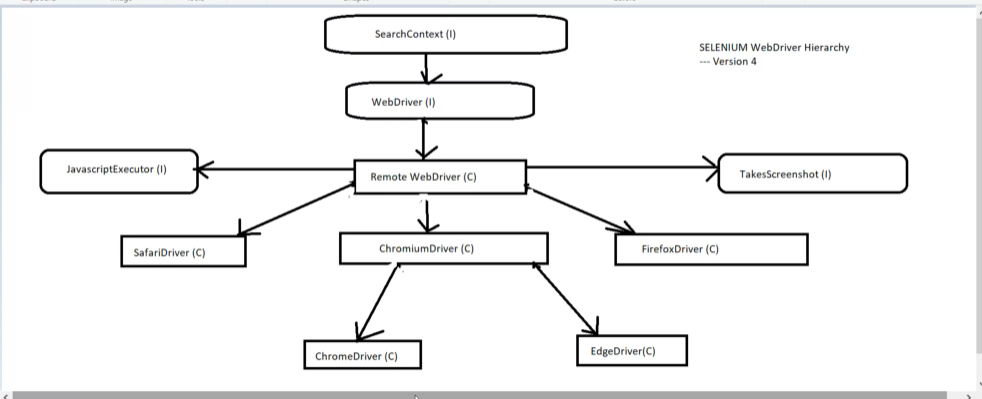 SearchContext (I)
SELENIUM WebDriver Hierarchy
--- Version 4
WebDriver (I)
JavascriptExecutor (I)
Remote WebDriver (C)
TakesScreenshot (I)
SafariDriver (C)
ChromiumDriver (C)
FirefoxDriver (C)
ChromeDriver (C)
EdgeDriver(C)